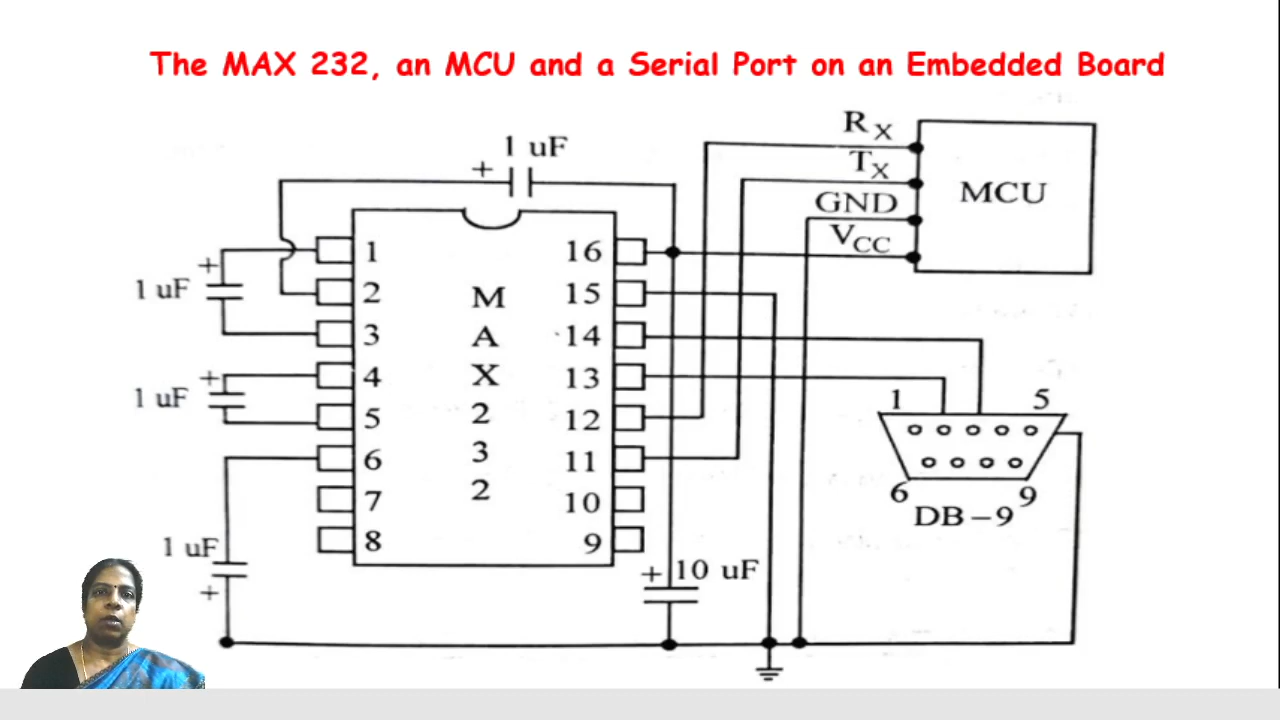 The MAX 232, an MCU and a Serial Port on an Embedded Board
1 uF
+
RX
TX
GND
VCC
MCU
+
1 uF
+
1 uF
1 uF
+
1
2
3
4
5
6
7
8
M
A
X
2
3
2
16
15
14
13
12
11
10
9
+ 10 uF
1 5
6 9
DB-9